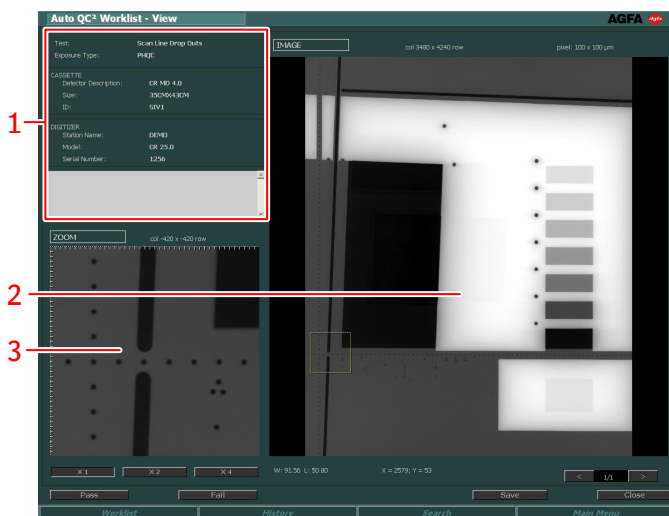 Auto QC² Worklist - View
AGFA
Agfa
Test: Scan Line Drop Outs
Exposure Type: PHQC
CASSETTE
Detector Description: CR MD 4.0
Size: 35CMX43CM
ID: SIV1
DIGITIZER
Station Name: DEMO
Model: CR 25.0
Serial Number: 1256
1
IMAGE
col 3480 x 4240 row
pixel: 100 x 100 µm
ZOOM
col -420 x -420 row
2
3
X 1
X 2
X 4
W: 91.56 L: 50.80
X = 2579; Y = 53
<
1/1
>
Pass
Fail
Save
Close
Worklist
History
Search
Main Menu